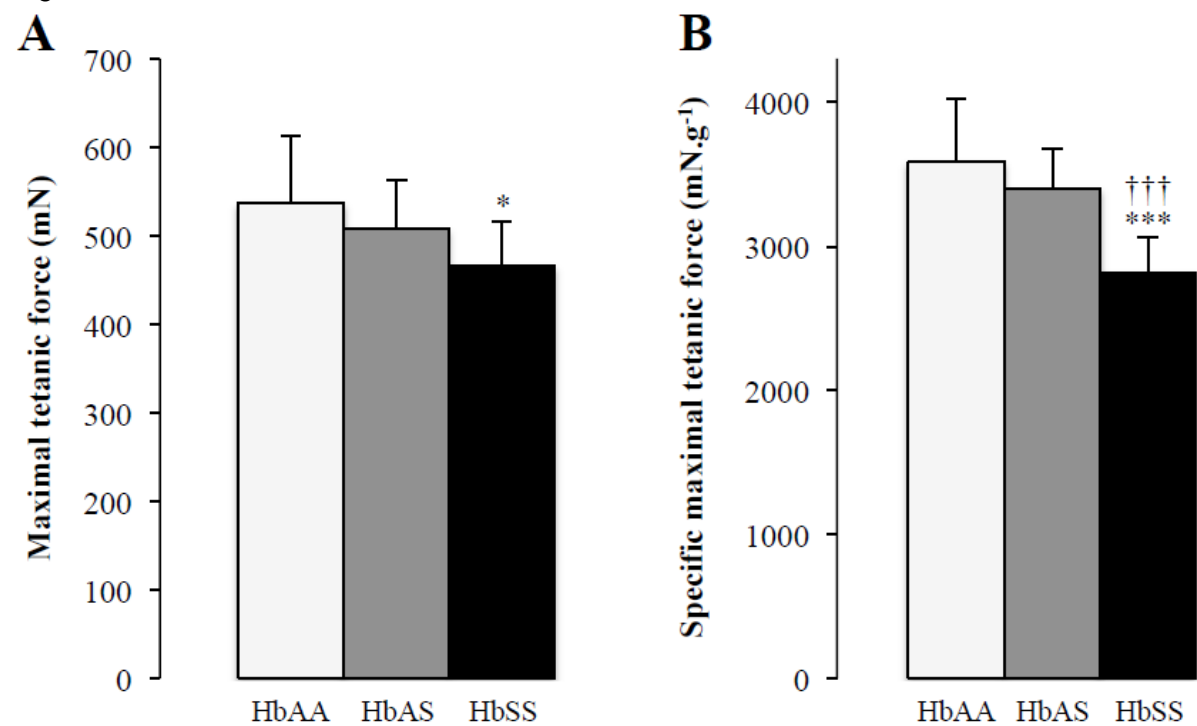 A
Maximal tetanic force (mN)
700
600
500
400
300
200
100
0
*
HbAA HbAS HbSS
B
Specific maximal tetanic force (mN.g-1)
4000
3000
2000
1000
0
†††
***
HbAA HbAS HbSS